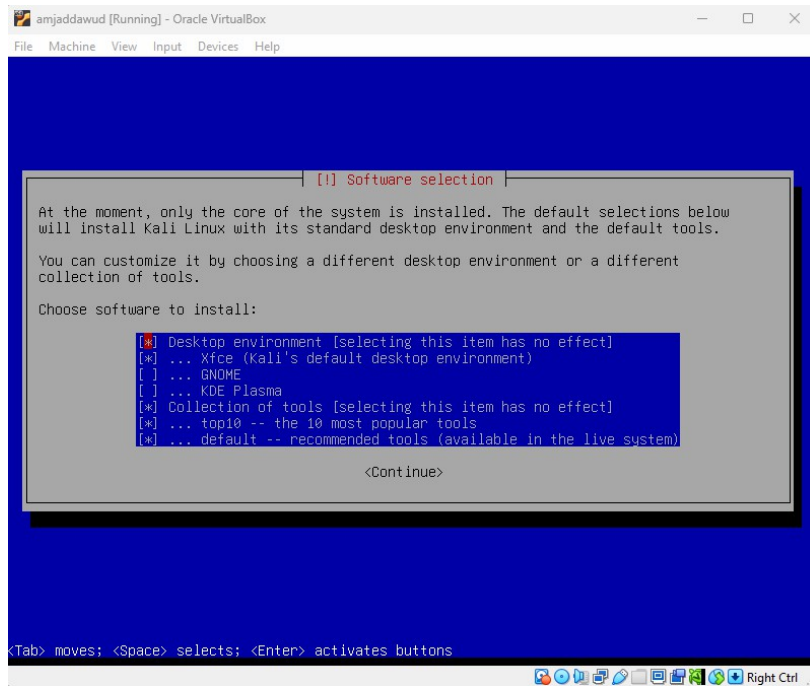 amjaddawud [Running] - Oracle VirtualBox
File Machine View Input Devices Help
[!] Software selection
At the moment, only the core of the system is installed. The default selections below
will install Kali Linux with its standard desktop environment and the default tools.
You can customize it by choosing a different desktop environment or a different
collection of tools.
Choose software to install:
[*] Desktop environment [selecting this item has no effect]
[*] ... Xfce (Kali's default desktop environment)
[ ] ... GNOME
[ ] ... KDE Plasma
[*] Collection of tools [selecting this item has no effect]
[*] ... top10 -- the 10 most popular tools
[*] ... default -- recommended tools (available in the live system)
<Continue>
<Tab> moves; <Space> selects; <Enter> activates buttons
Right Ctrl